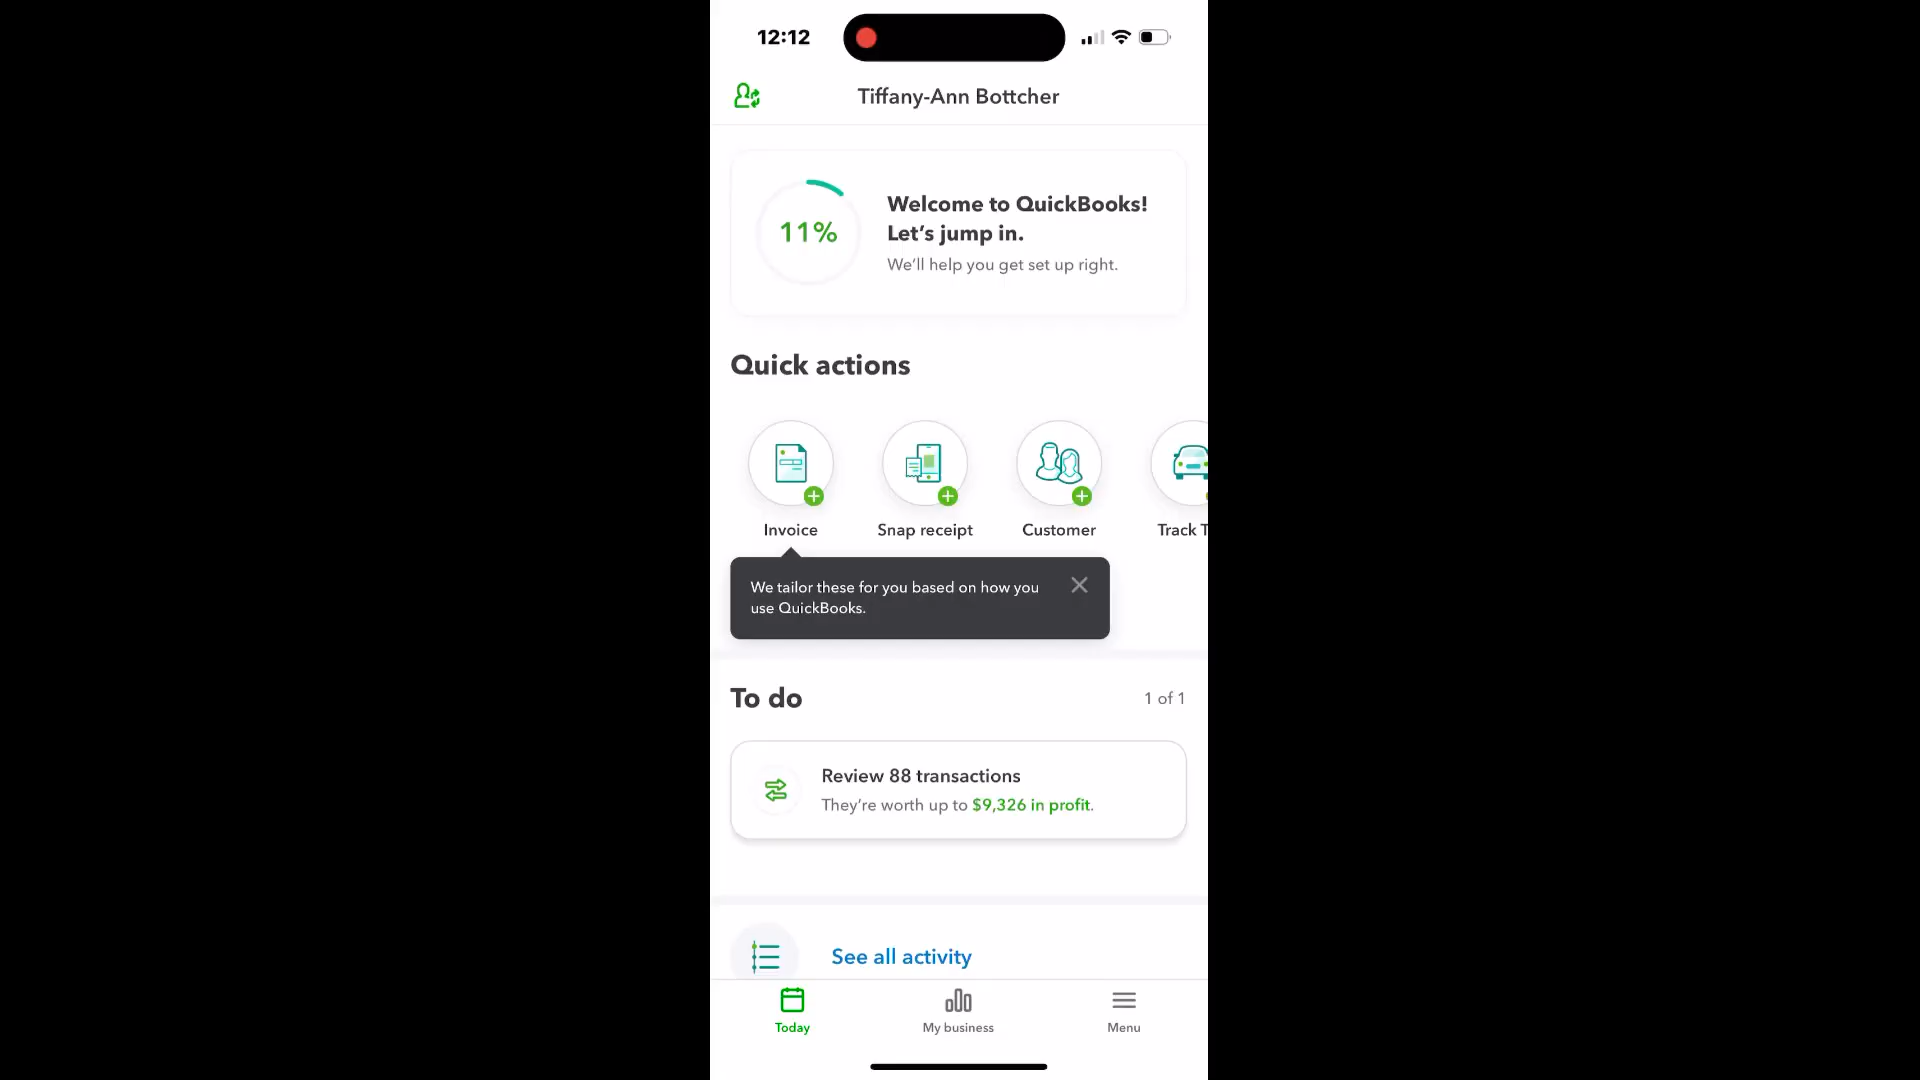 12:12
Tiffany-Ann Bottcher
11%
Welcome to QuickBooks!
Let's jump in.
We'll help you get set up right.
Quick actions
Invoice
Snap receipt
Customer
Track T
We tailor these for you based on how you
use QuickBooks.
To do
1 of 1
Review 88 transactions
They're worth up to $9,326 in profit.
See all activity
Today
My business
Menu